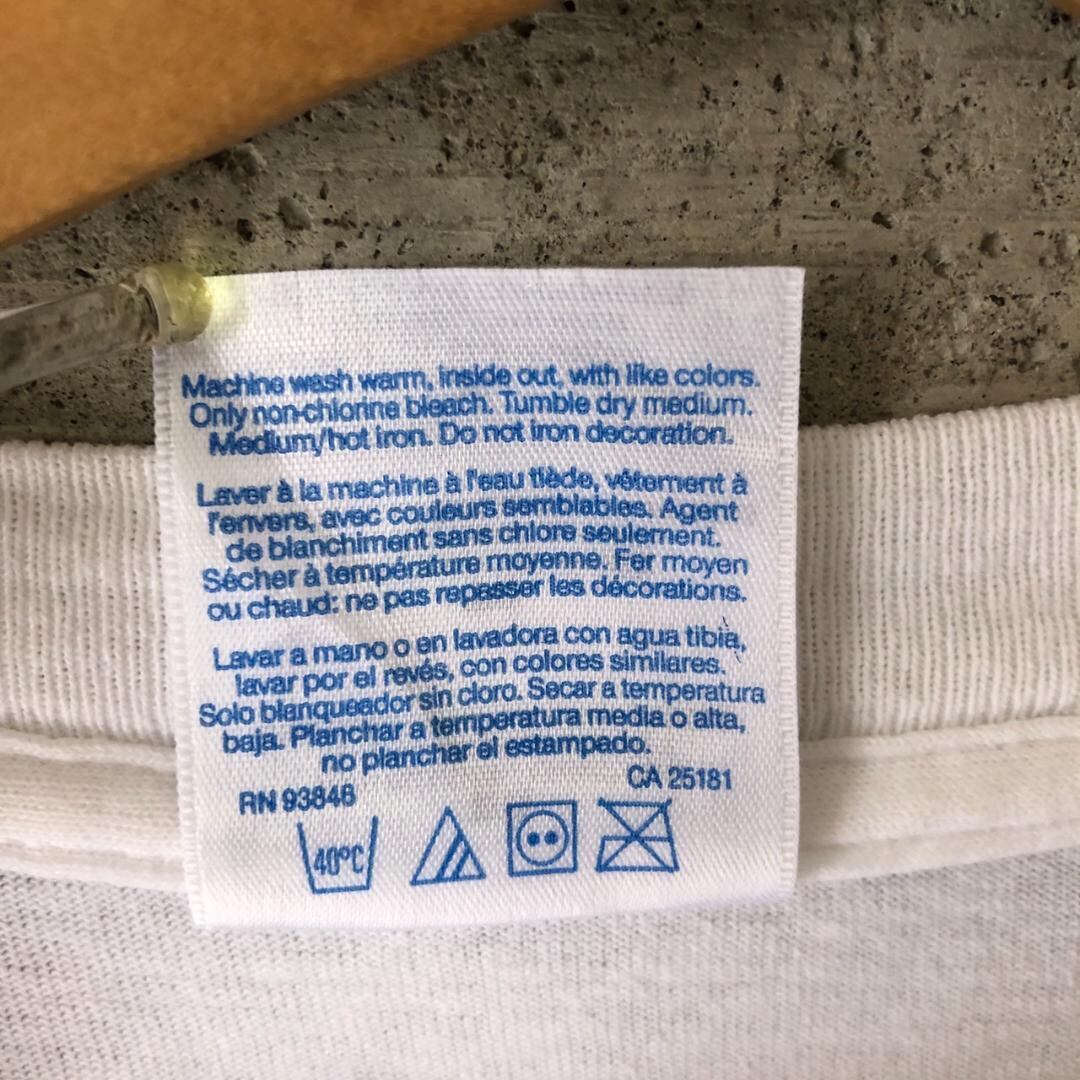 Machine wash warm, inside out, with like colors.
Only non-chlorine bleach. Tumble dry medium.
Medium/hot iron. Do not iron decoration.
Laver à la machine à l'eau tiède, vêtement à
l'envers, avec couleurs semblables. Agent
de blanchiment sans chlore seulement.
Sécher à température moyenne. Fer moyen
ou chaud: ne pas repasser les décorations.
Lavar a mano o en lavadora con agua tibia,
lavar por el revés, con colores similares.
Solo blanqueador sin cloro. Secar a temperatura
baja. Planchar a temperatura media o alta,
no planchar el estampado.
RN 93846 CA 25181
40ºC